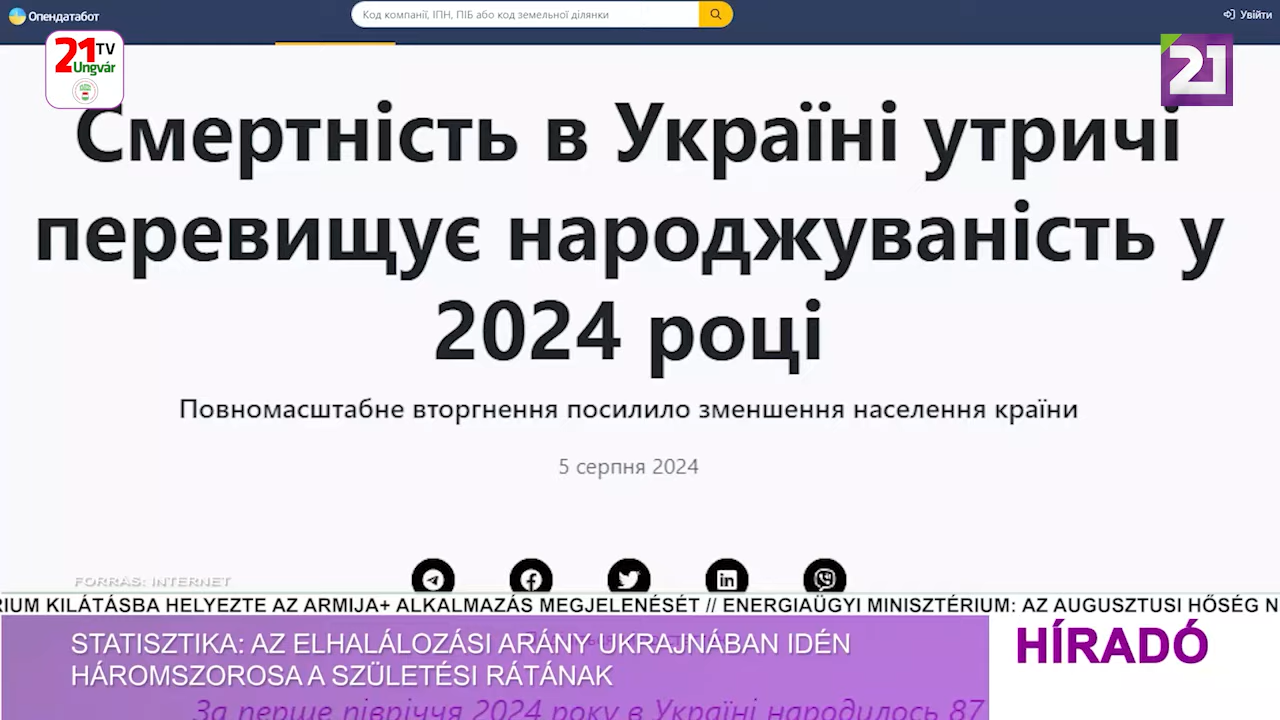 Опендатабот
Код компанії, ІПН, ПІБ або код земельної ділянки
Увійти
21 TV
Ungvár
21
Смертність в Україні утричі
перевищує народжуваність у
2024 році
Повномасштабне вторгнення посилило зменшення населення країни
5 серпня 2024
FORRÁS: INTERNET
RIUM KILÁTÁSBA HELYEZTE AZ ARMIJA+ ALKALMAZÁS MEGJELENÉSÉT // ENERGIAÜGYI MINISZTÉRIUM: AZ AUGUSZTUSI HŐSÉG N
STATISZTIKA: AZ ELHALÁLOZÁSI ARÁNY UKRAJNÁBAN IDÉN
HÁROMSZOROSA A SZÜLETÉSI RÁTÁNAK
HÍRADÓ
За перше півріччя 2024 року в Україні народилось 87